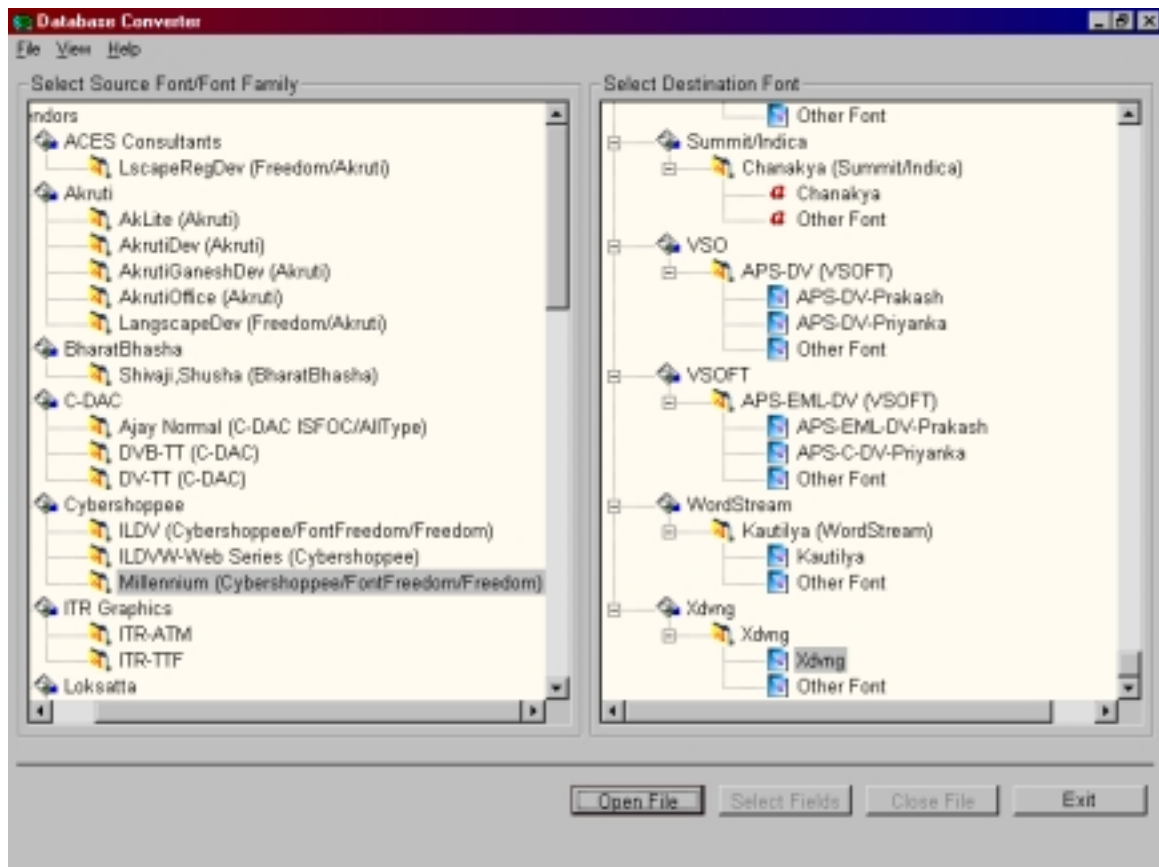 Database Converter
File View Help
Select Source Font/Font Family
endors
ACES Consultants
LscapeRegDev (Freedom/Akruti)
Akruti
AkLite (Akruti)
AkrutiDev (Akruti)
AkrutiGaneshDev (Akruti)
AkrutiOffice (Akruti)
LangscapeDev (Freedom/Akruti)
BharatBhasha
Shivaji,Shusha (BharatBhasha)
C-DAC
Ajay Normal (C-DAC ISFOC/AllType)
DVB-TT (C-DAC)
DV-TT (C-DAC)
Cybershoppee
ILDV (Cybershoppee/FontFreedom/Freedom)
ILDVW-Web Series (Cybershoppee)
Millennium (Cybershoppee/FontFreedom/Freedom)
ITR Graphics
ITR-ATM
ITR-TTF
Loksatta
Select Destination Font
Other Font
Summit/Indica
Chanakya (Summit/Indica)
Chanakya
Other Font
VSO
APS-DV (VSOFT)
APS-DV-Prakash
APS-DV-Priyanka
Other Font
VSOFT
APS-EML-DV (VSOFT)
APS-EML-DV-Prakash
APS-C-DV-Priyanka
Other Font
WordStream
Kautilya (WordStream)
Kautilya
Other Font
Xdvng
Xdvng
Xdvng
Other Font
Open File Select Fields Close File Exit